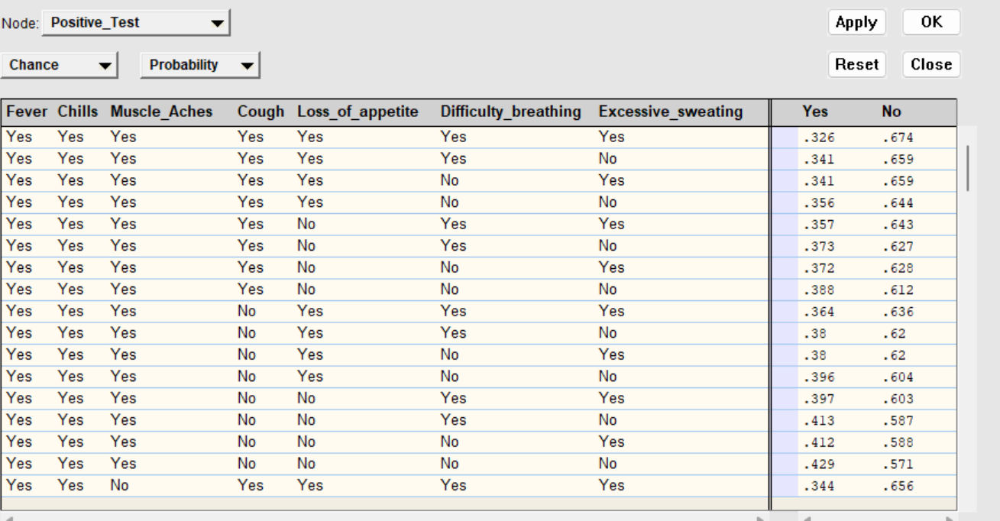 Node: Positive_Test Apply OK
Chance Probability Reset Close
Fever Chills Muscle_Aches Cough Loss_of_appetite Difficulty_breathing Excessive_sweating Yes No
Yes Yes Yes Yes Yes Yes Yes .326 .674
Yes Yes Yes Yes Yes Yes No .341 .659
Yes Yes Yes Yes Yes No Yes .341 .659
Yes Yes Yes Yes Yes No No .356 .644
Yes Yes Yes Yes No Yes Yes .357 .643
Yes Yes Yes Yes No Yes No .373 .627
Yes Yes Yes Yes No No Yes .372 .628
Yes Yes Yes Yes No No No .388 .612
Yes Yes Yes No Yes Yes Yes .364 .636
Yes Yes Yes No Yes Yes No .38 .62
Yes Yes Yes No Yes No Yes .38 .62
Yes Yes Yes No Yes No No .396 .604
Yes Yes Yes No No Yes Yes .397 .603
Yes Yes Yes No No Yes No .413 .587
Yes Yes Yes No No No Yes .412 .588
Yes Yes Yes No No No No .429 .571
Yes Yes No Yes Yes Yes Yes .344 .656